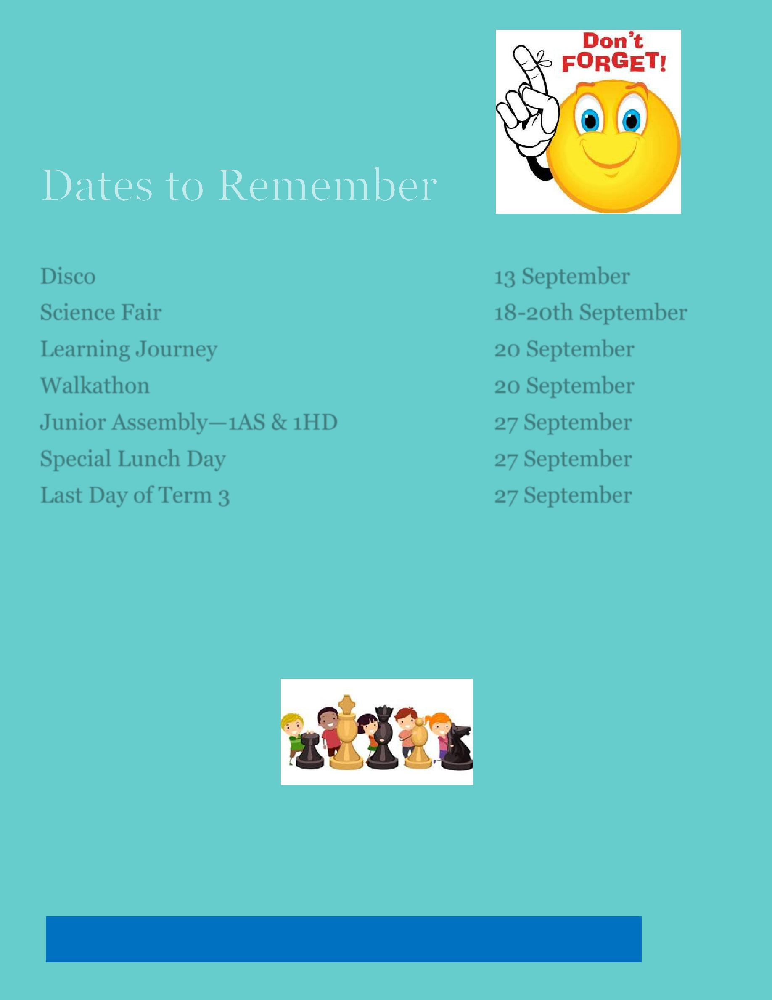 Don't
FORGET!
Dates to Remember
Disco 13 September
Science Fair 18-20th September
Learning Journey 20 September
Walkathon 20 September
Junior Assembly—1AS & 1HD 27 September
Special Lunch Day 27 September
Last Day of Term 3 27 September